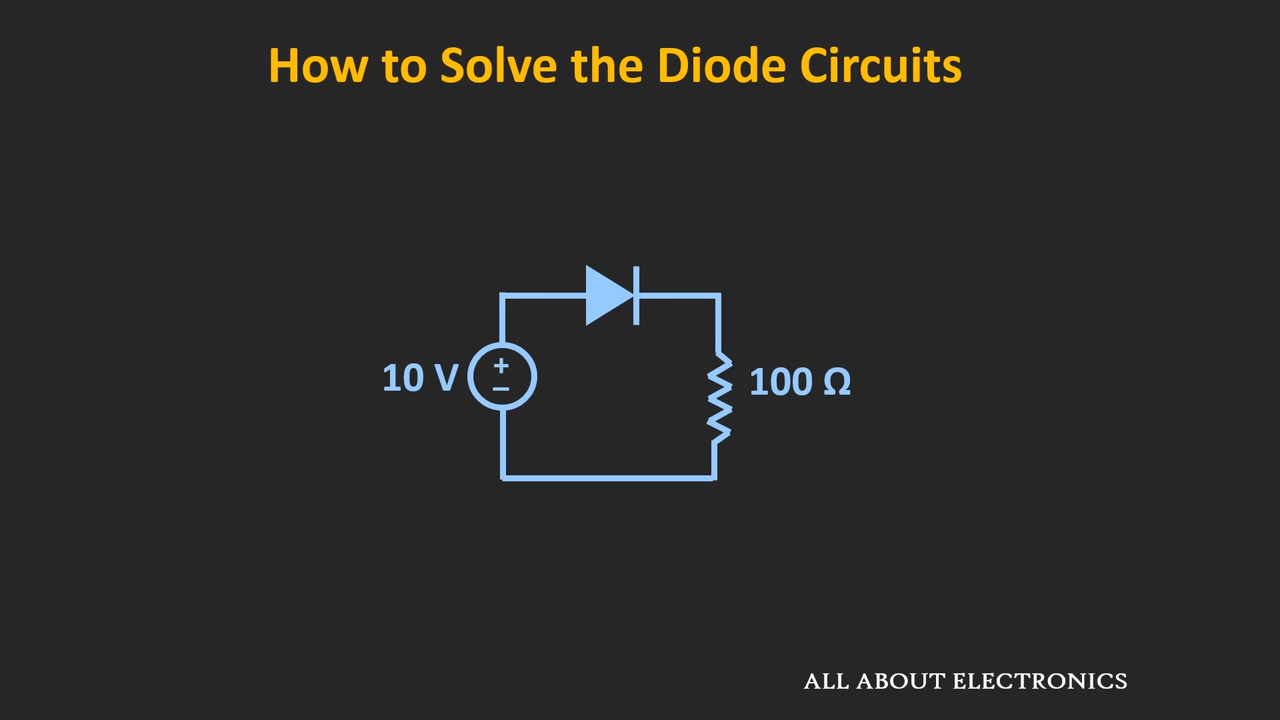 How to Solve the Diode Circuits
10 V
+
−
100 Ω
ALL ABOUT ELECTRONICS